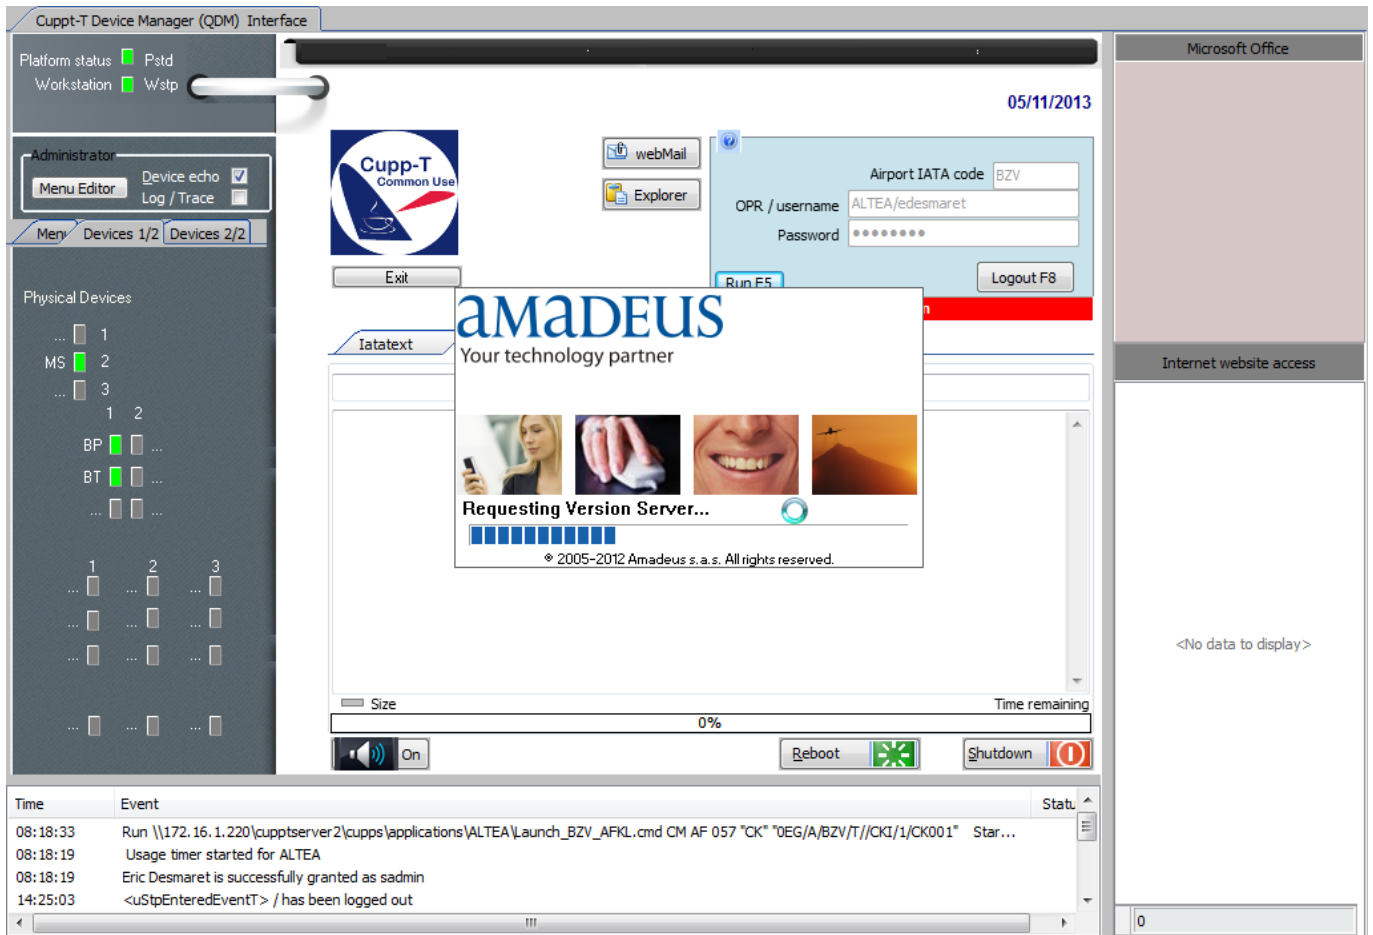 Cuppt-T Device Manager (QDM) Interface
Platform status Pstd
Workstation Wstp
Administrator
Menu Editor
Device echo
Log / Trace
Menu Devices 1/2 Devices 2/2
Physical Devices
... 1
MS 2
... 3
1 2
BP ...
BT ...
... ...
1 2 3
... ... ...
... ... ...
... ... ...
... ... ...
05/11/2013
Cupp-T
Common Use
Exit
webMail
Explorer
Airport IATA code BZV
OPR / username ALTEA/edesmaret
Password
Run F5
Logout F8
Iatatext
amadeus
Your technology partner
Requesting Version Server...
© 2005-2012 Amadeus s.a.s. All rights reserved.
Size
Time remaining
0%
On
Reboot
Shutdown
Microsoft Office
Internet website access
<No data to display>
0
Time Event Statu
08:18:33 Run \\172.16.1.220\cupptserver2\cupps\applications\ALTEA\Launch_BZV_AFKL.cmd CM AF 057 "CK" "0EG/A/BZV/T//CKI/1/CK001" Star...
08:18:19 Usage timer started for ALTEA
08:18:19 Eric Desmaret is successfully granted as sadmin
14:25:03 <uStpEnteredEventT> / has been logged out